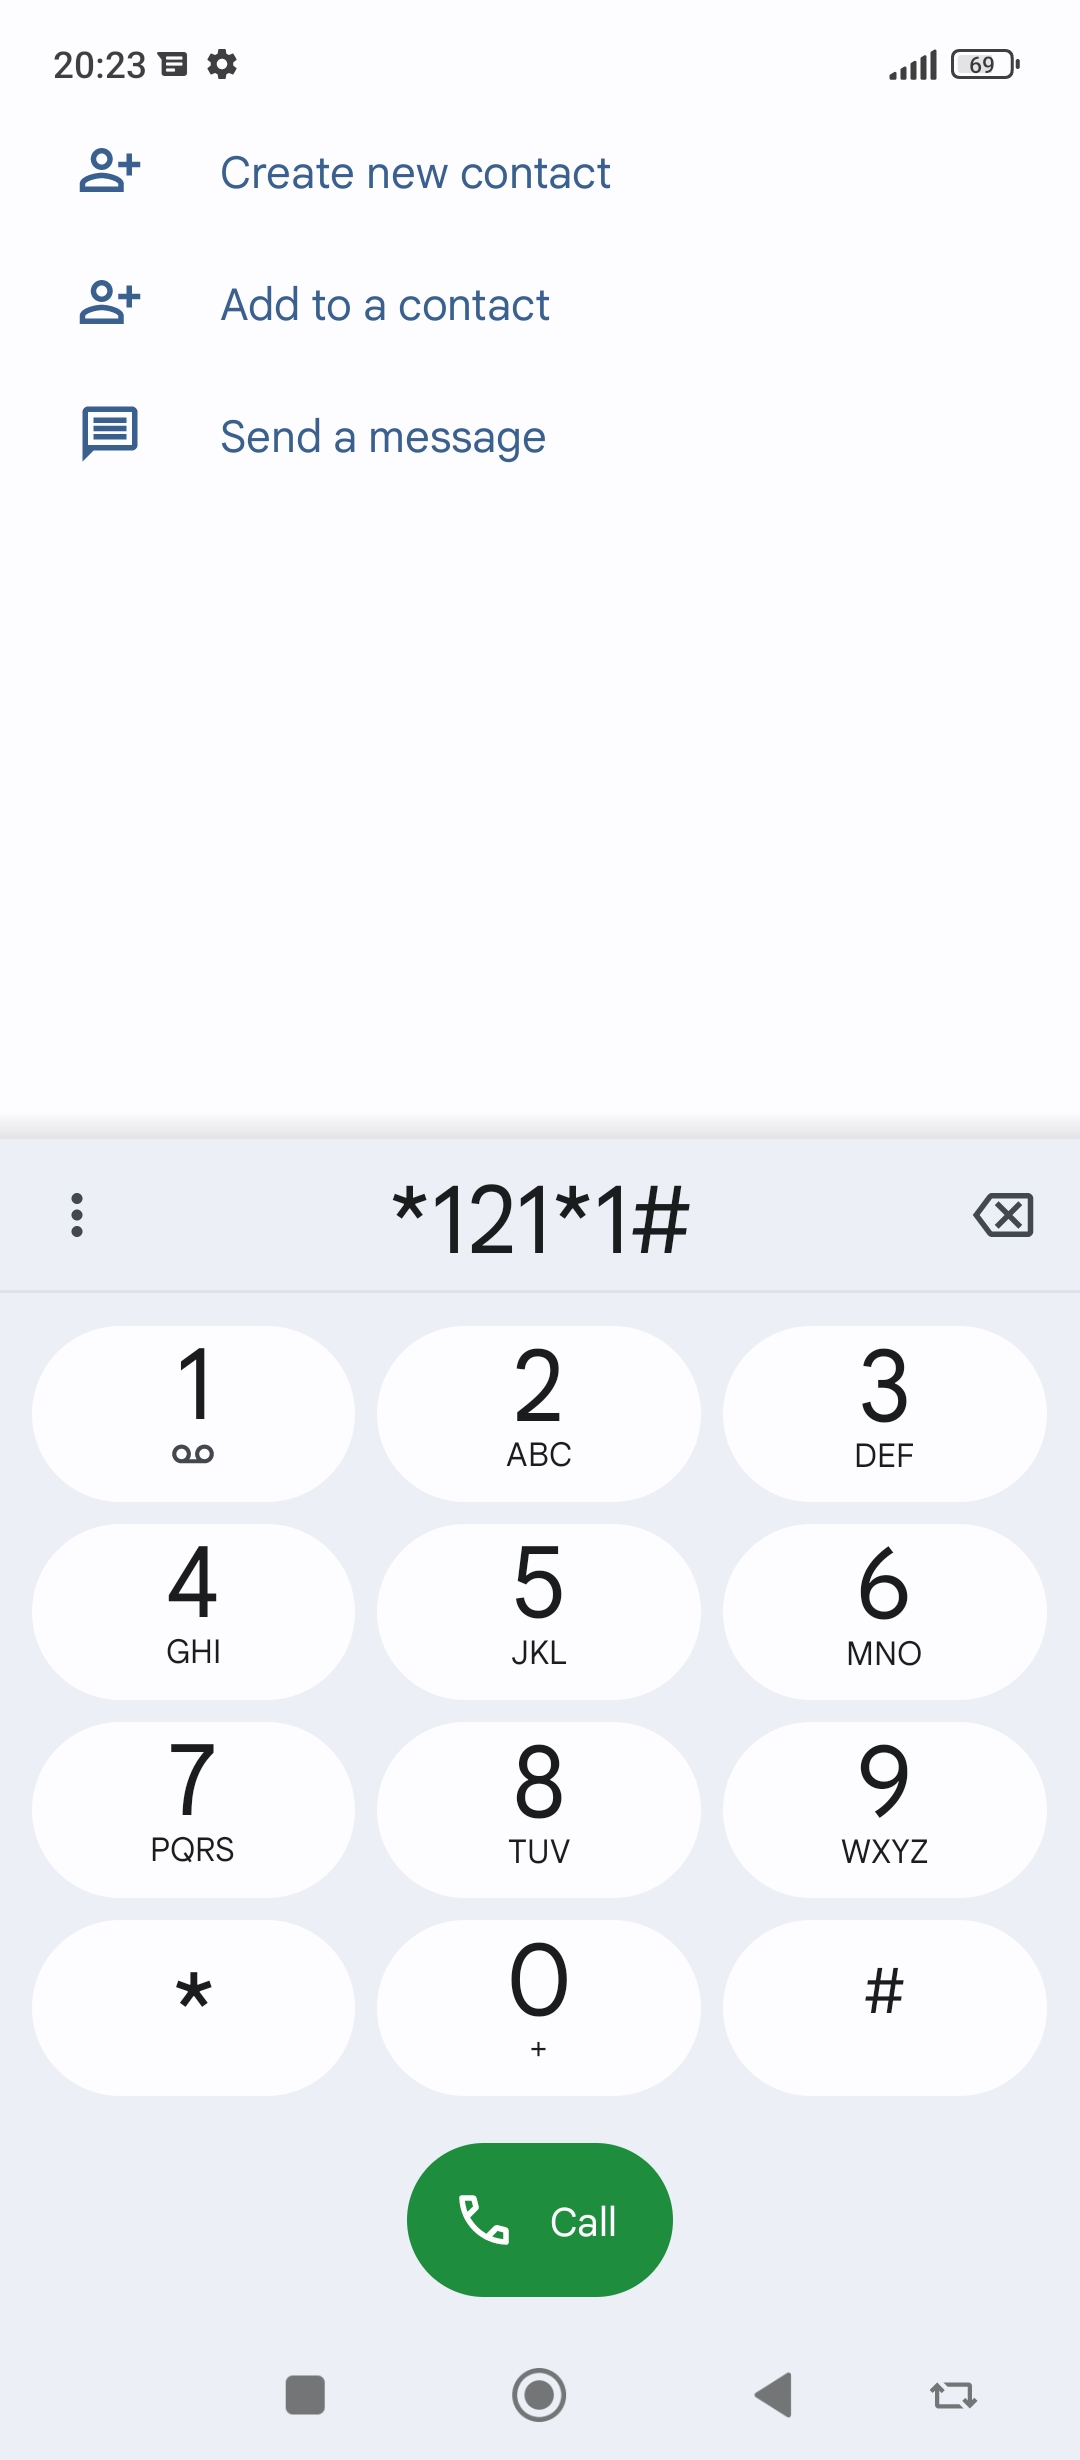 20:23 69
Create new contact
Add to a contact
Send a message
*121*1#
1 2 3
ABC DEF
4 5 6
GHI JKL MNO
7 8 9
PQRS TUV WXYZ
* 0 #
+
Call